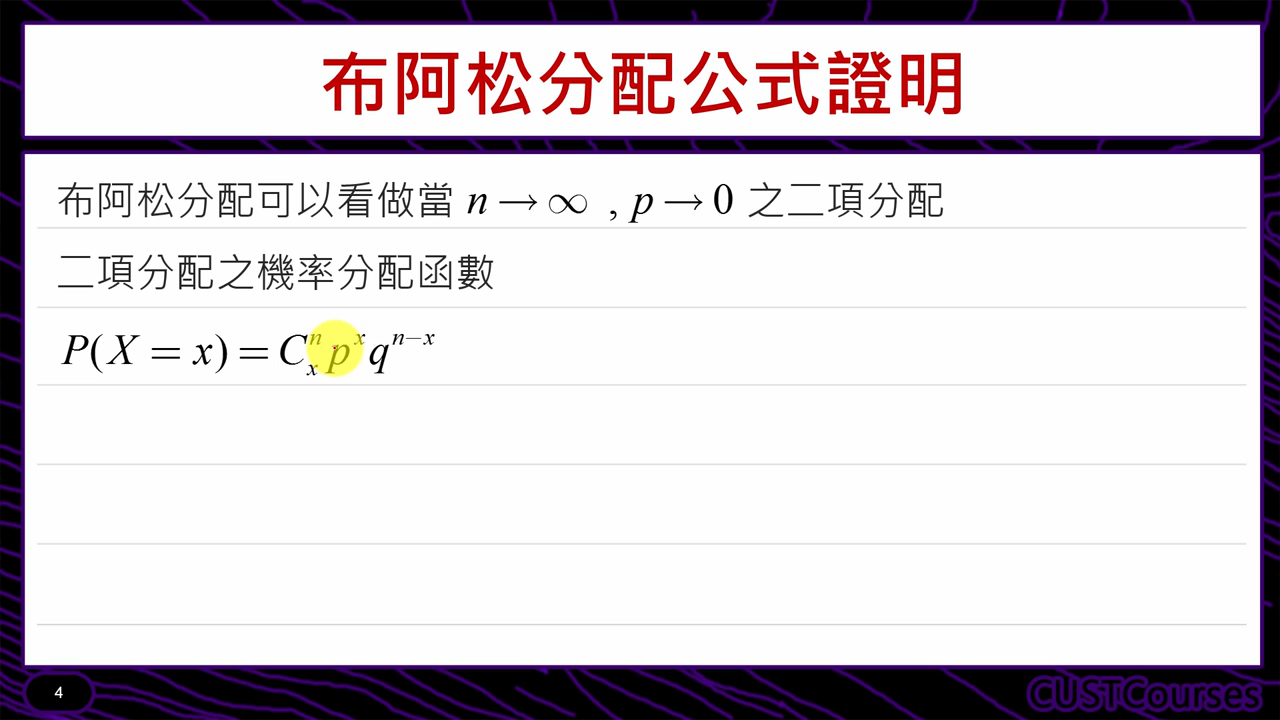 布阿松分配公式證明
布阿松分配可以看做當 n → ∞ , p → 0 之二項分配
二項分配之機率分配函數
P(X = x) = C_x^n p^x q^{n-x}
4
CUSTCourses